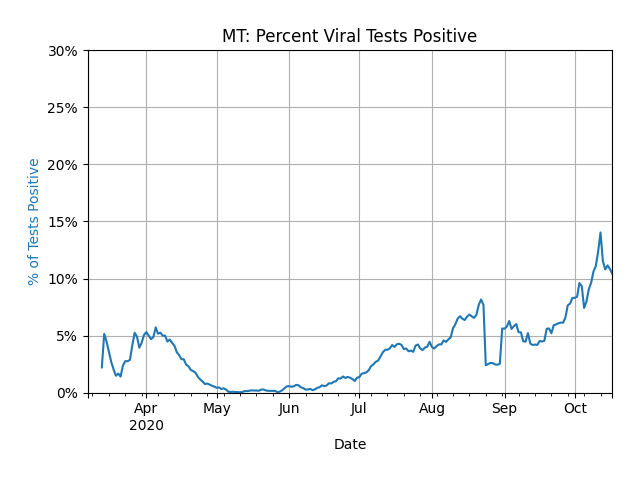 MT: Percent Viral Tests Positive
30%
25%
20%
15%
10%
5%
0%
% of Tests Positive
Apr May Jun Jul Aug Sep Oct
2020
Date